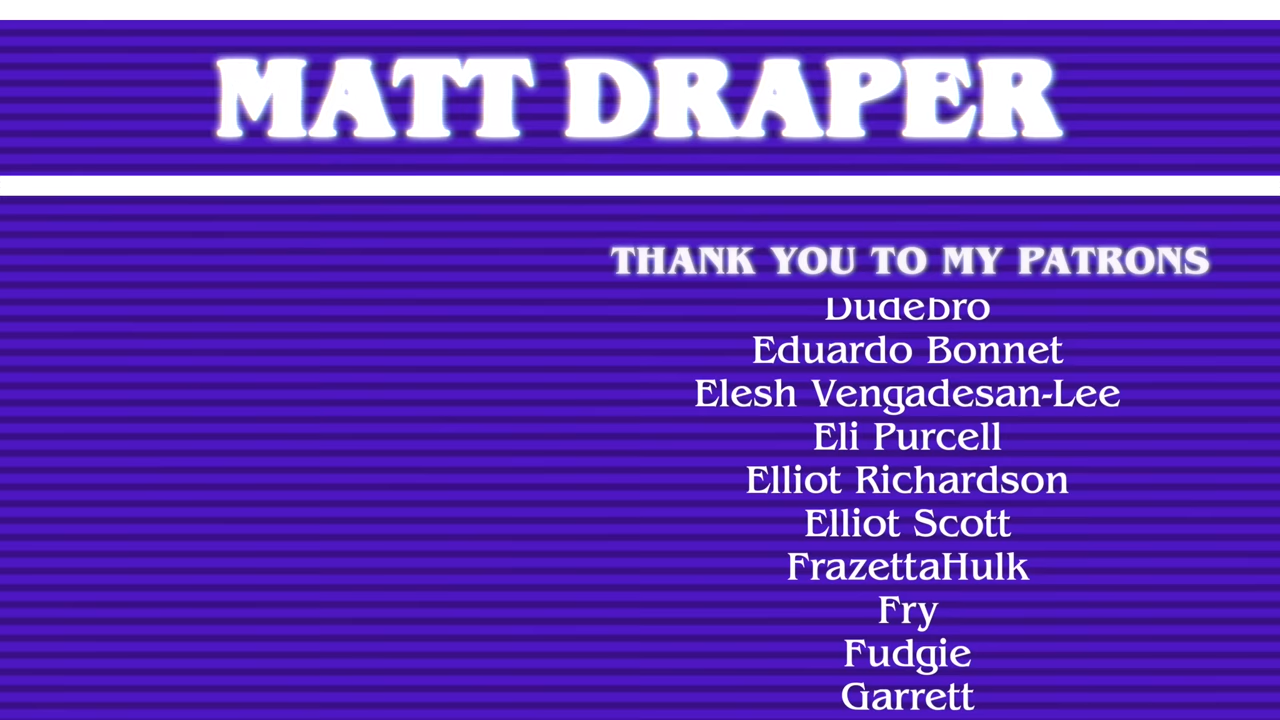 MATT DRAPER
THANK YOU TO MY PATRONS
DudeBro
Eduardo Bonnet
Elesh Vengadesan-Lee
Eli Purcell
Elliot Richardson
Elliot Scott
FrazettaHulk
Fry
Fudgie
Garrett